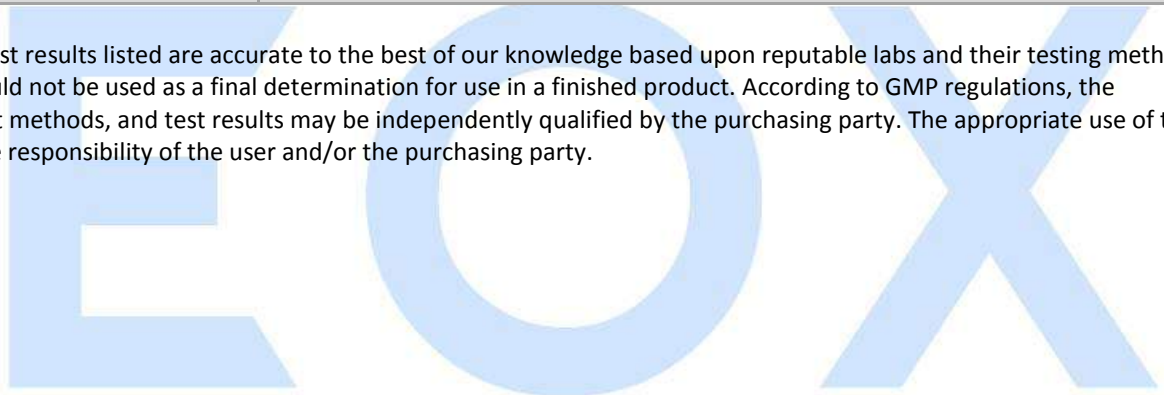 st results listed are accurate to the best of our knowledge based upon reputable labs and their testing meth
uld not be used as a final determination for use in a finished product. According to GMP regulations, the
t methods, and test results may be independently qualified by the purchasing party. The appropriate use of t
e responsibility of the user and/or the purchasing party.
EOX